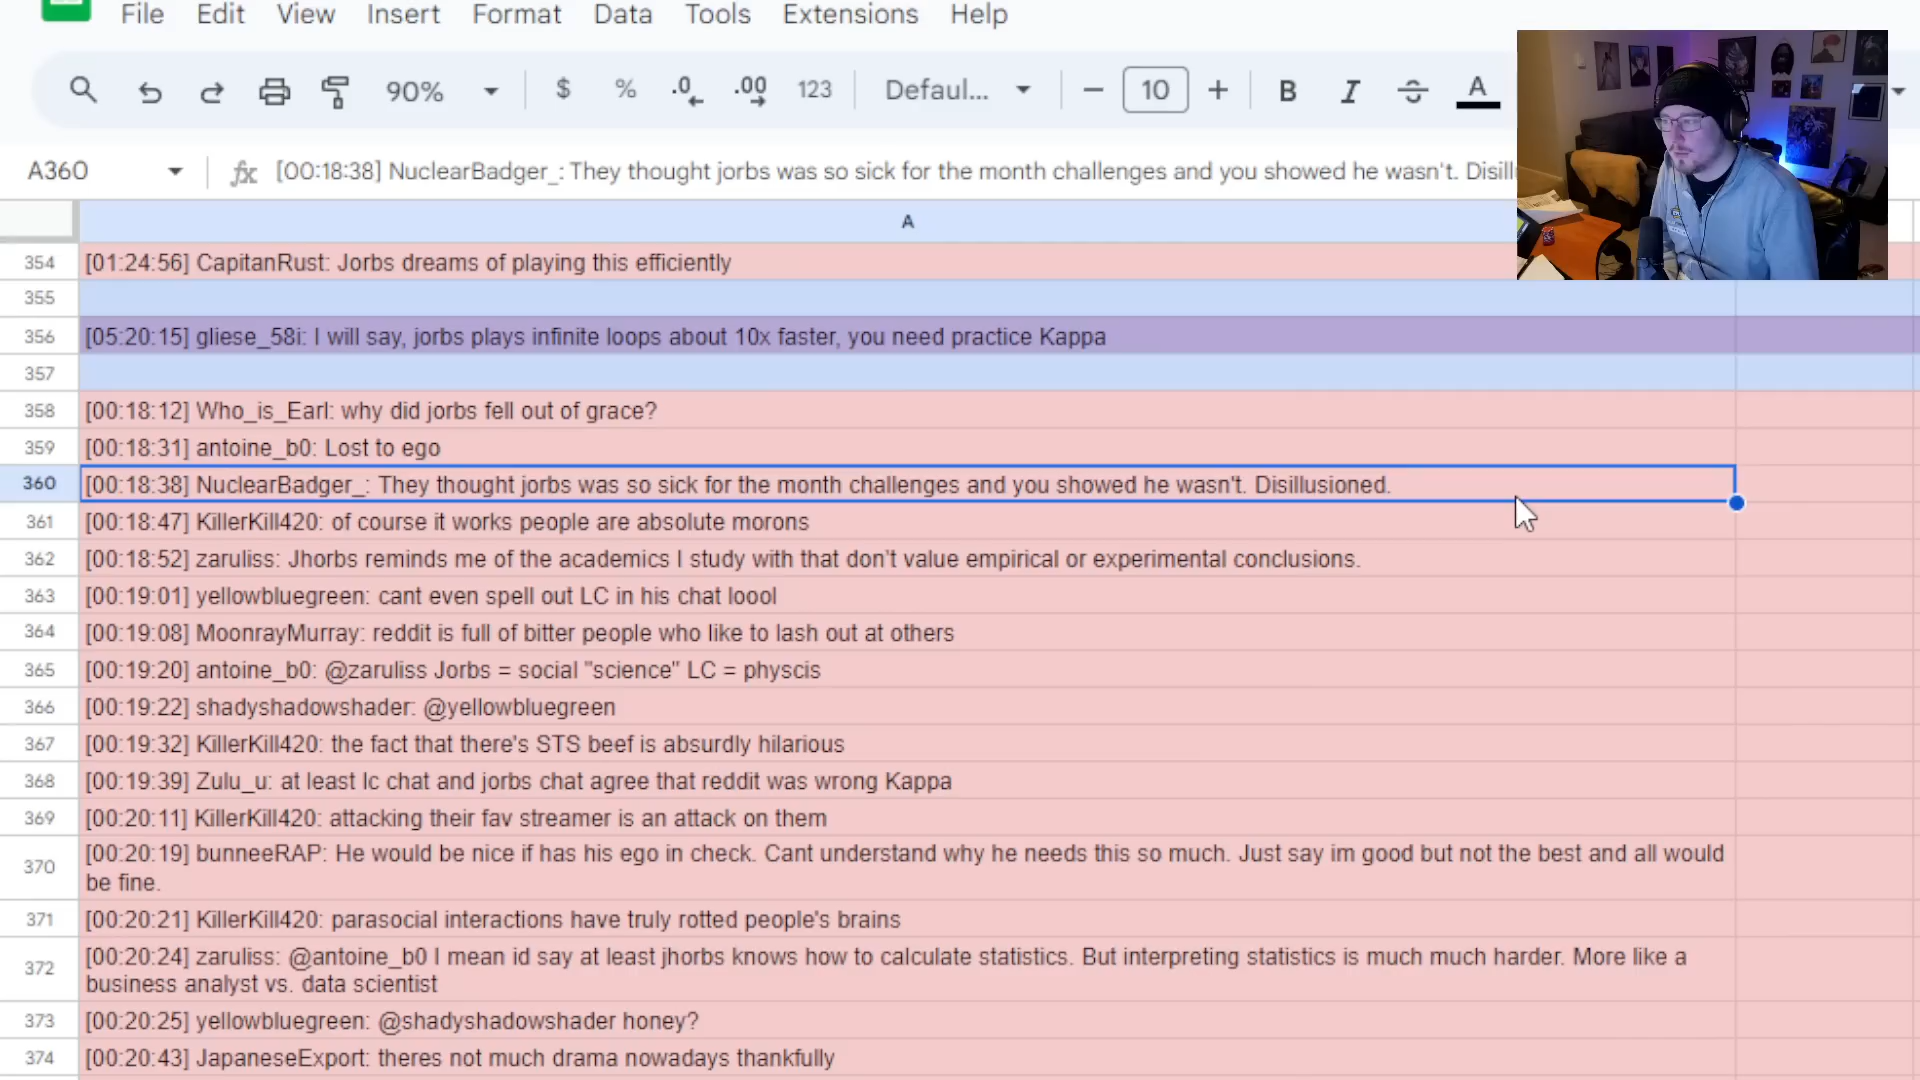 File Edit View Insert Format Data Tools Extensions Help
90% $ % .0 .00 123 Defaul... 10 B I A
A360 fx [00:18:38] NuclearBadger_: They thought jorbs was so sick for the month challenges and you showed he wasn't. Disill
A
354 [01:24:56] CapitanRust: Jorbs dreams of playing this efficiently
355
356 [05:20:15] gliese_58i: I will say, jorbs plays infinite loops about 10x faster, you need practice Kappa
357
358 [00:18:12] Who_is_Earl: why did jorbs fell out of grace?
359 [00:18:31] antoine_b0: Lost to ego
360 [00:18:38] NuclearBadger_: They thought jorbs was so sick for the month challenges and you showed he wasn't. Disillusioned.
361 [00:18:47] KillerKill420: of course it works people are absolute morons
362 [00:18:52] zaruliss: Jhorbs reminds me of the academics I study with that don't value empirical or experimental conclusions.
363 [00:19:01] yellowbluegreen: cant even spell out LC in his chat loool
364 [00:19:08] MoonrayMurray: reddit is full of bitter people who like to lash out at others
365 [00:19:20] antoine_b0: @zaruliss Jorbs = social "science" LC = physcis
366 [00:19:22] shadyshadowshader: @yellowbluegreen
367 [00:19:32] KillerKill420: the fact that there's STS beef is absurdly hilarious
368 [00:19:39] Zulu_u: at least lc chat and jorbs chat agree that reddit was wrong Kappa
369 [00:20:11] KillerKill420: attacking their fav streamer is an attack on them
370 [00:20:19] bunneeRAP: He would be nice if has his ego in check. Cant understand why he needs this so much. Just say im good but not the best and all would
be fine.
371 [00:20:21] KillerKill420: parasocial interactions have truly rotted people's brains
372 [00:20:24] zaruliss: @antoine_b0 I mean id say at least jhorbs knows how to calculate statistics. But interpreting statistics is much much harder. More like a
business analyst vs. data scientist
373 [00:20:25] yellowbluegreen: @shadyshadowshader honey?
374 [00:20:43] JapaneseExport: theres not much drama nowadays thankfully